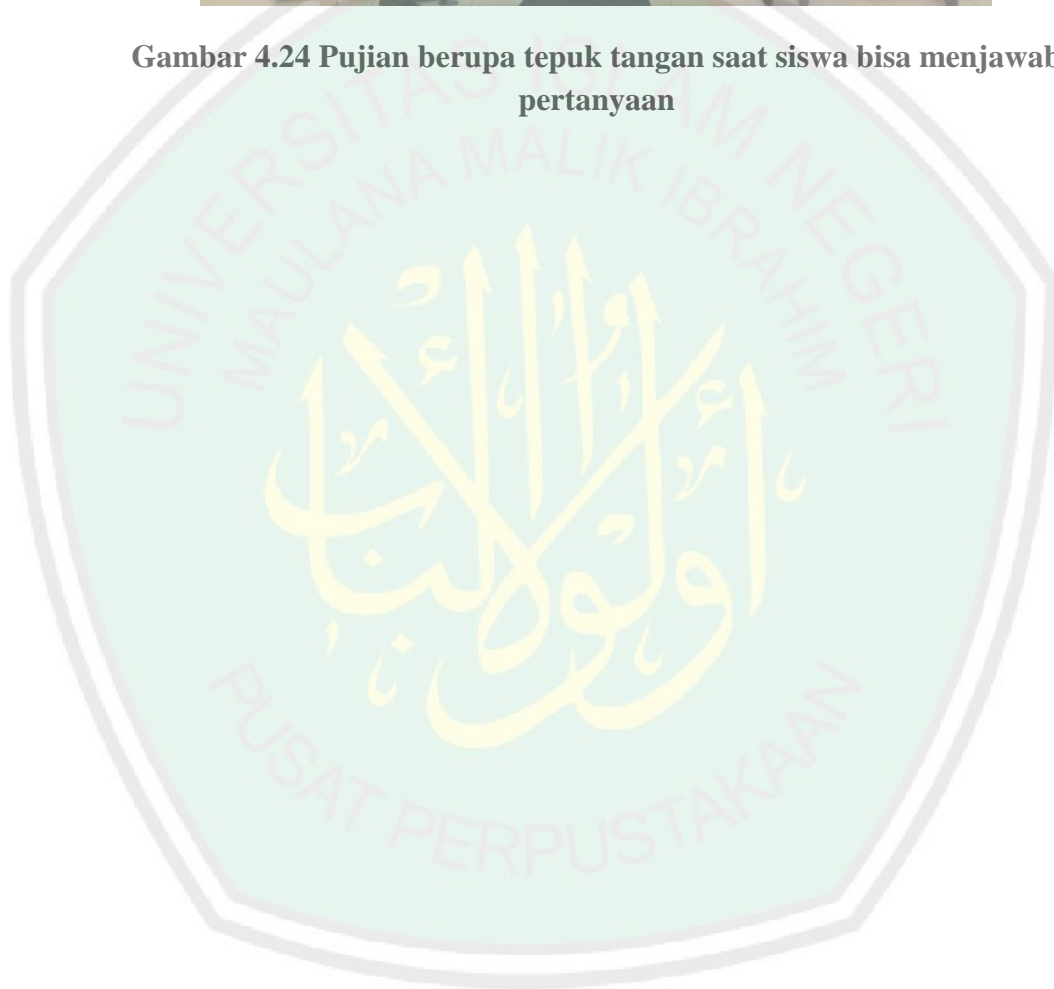 Gambar 4.24 Pujian berupa tepuk tangan saat siswa bisa menjawab
pertanyaan
UNIVERSITAS ISLAM NEGERI
MAULANA MALIK IBRAHIM
أولوا الألباب
PUSAT PERPUSTAKAAN